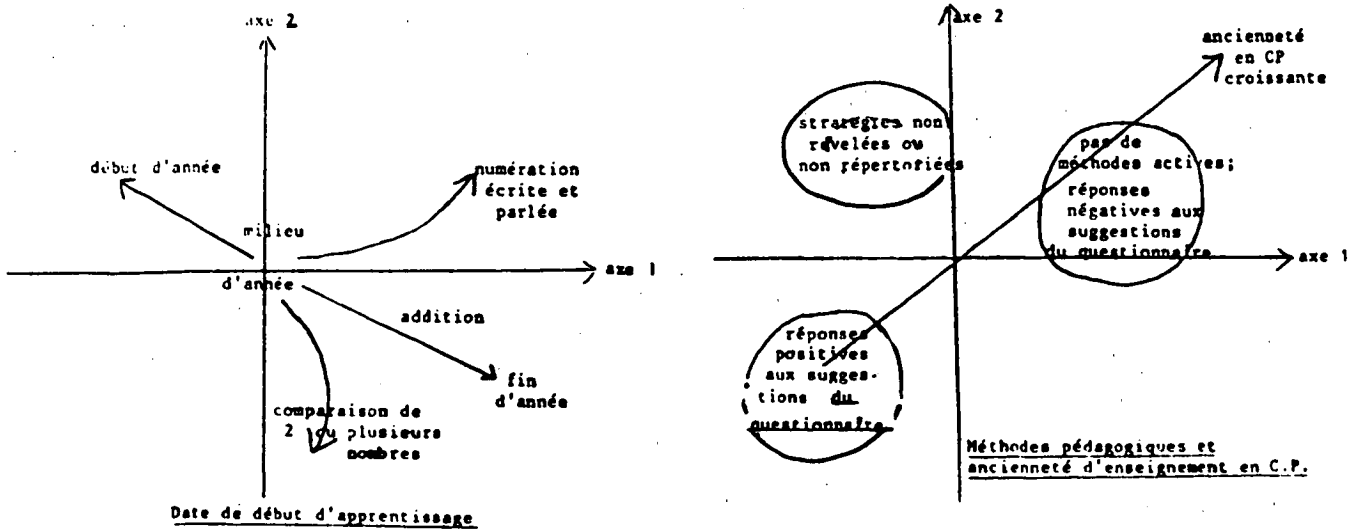 axe 2
début d'année
milieu
d'année
numération
écrite et
parlée
axe 1
addition
fin
d'année
comparaison de
2 ou plusieurs
nombres
Date de début d'apprentissage
axe 2
ancienneté
en CP
croissante
stratégies non
revelées ou
non répertoriées
pas de
méthodes actives;
réponses
négatives aux
suggestions
du questionnaire
axe 1
réponses
positives
aux sugges-
tions du
questionnaire
Méthodes pédagogiques et
ancienneté d'enseignement en C.P.